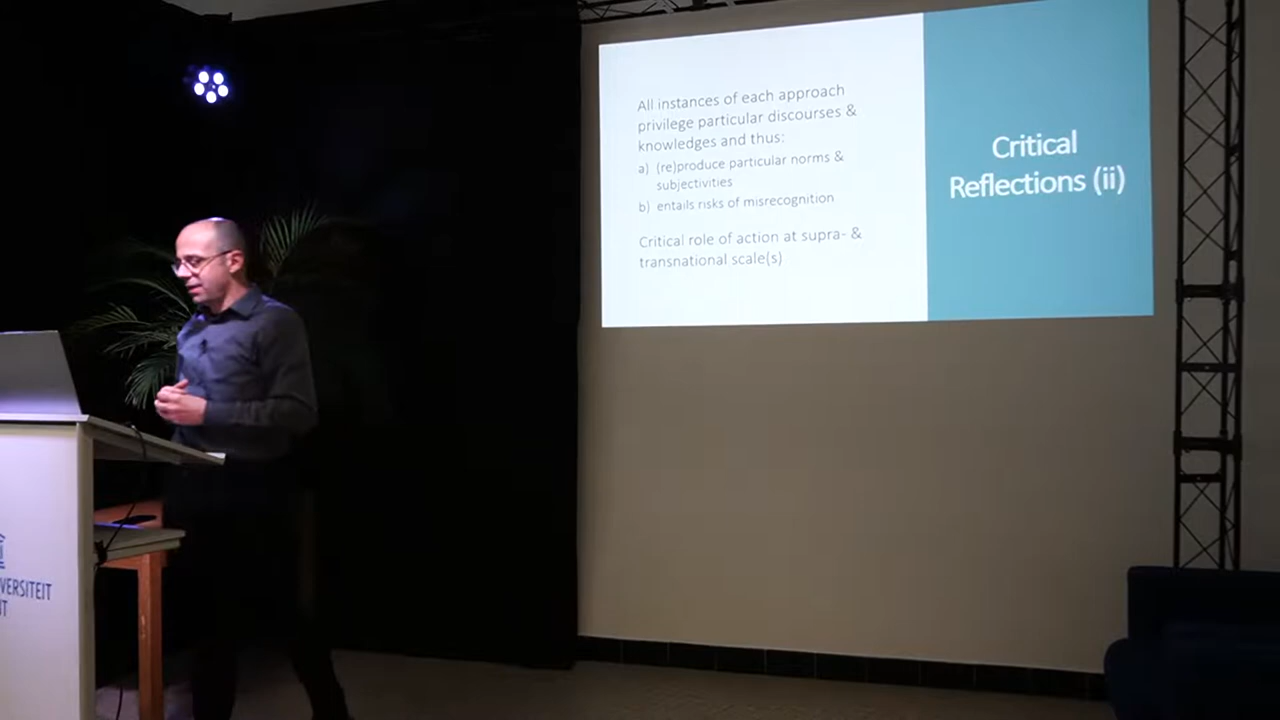 All instances of each approach
privilege particular discourses &
knowledges and thus:
a) (re)produce particular norms &
subjectivities
b) entails risks of misrecognition
Critical role of action at supra- &
transnational scale(s)
Critical
Reflections (ii)
VERSITEIT
NT